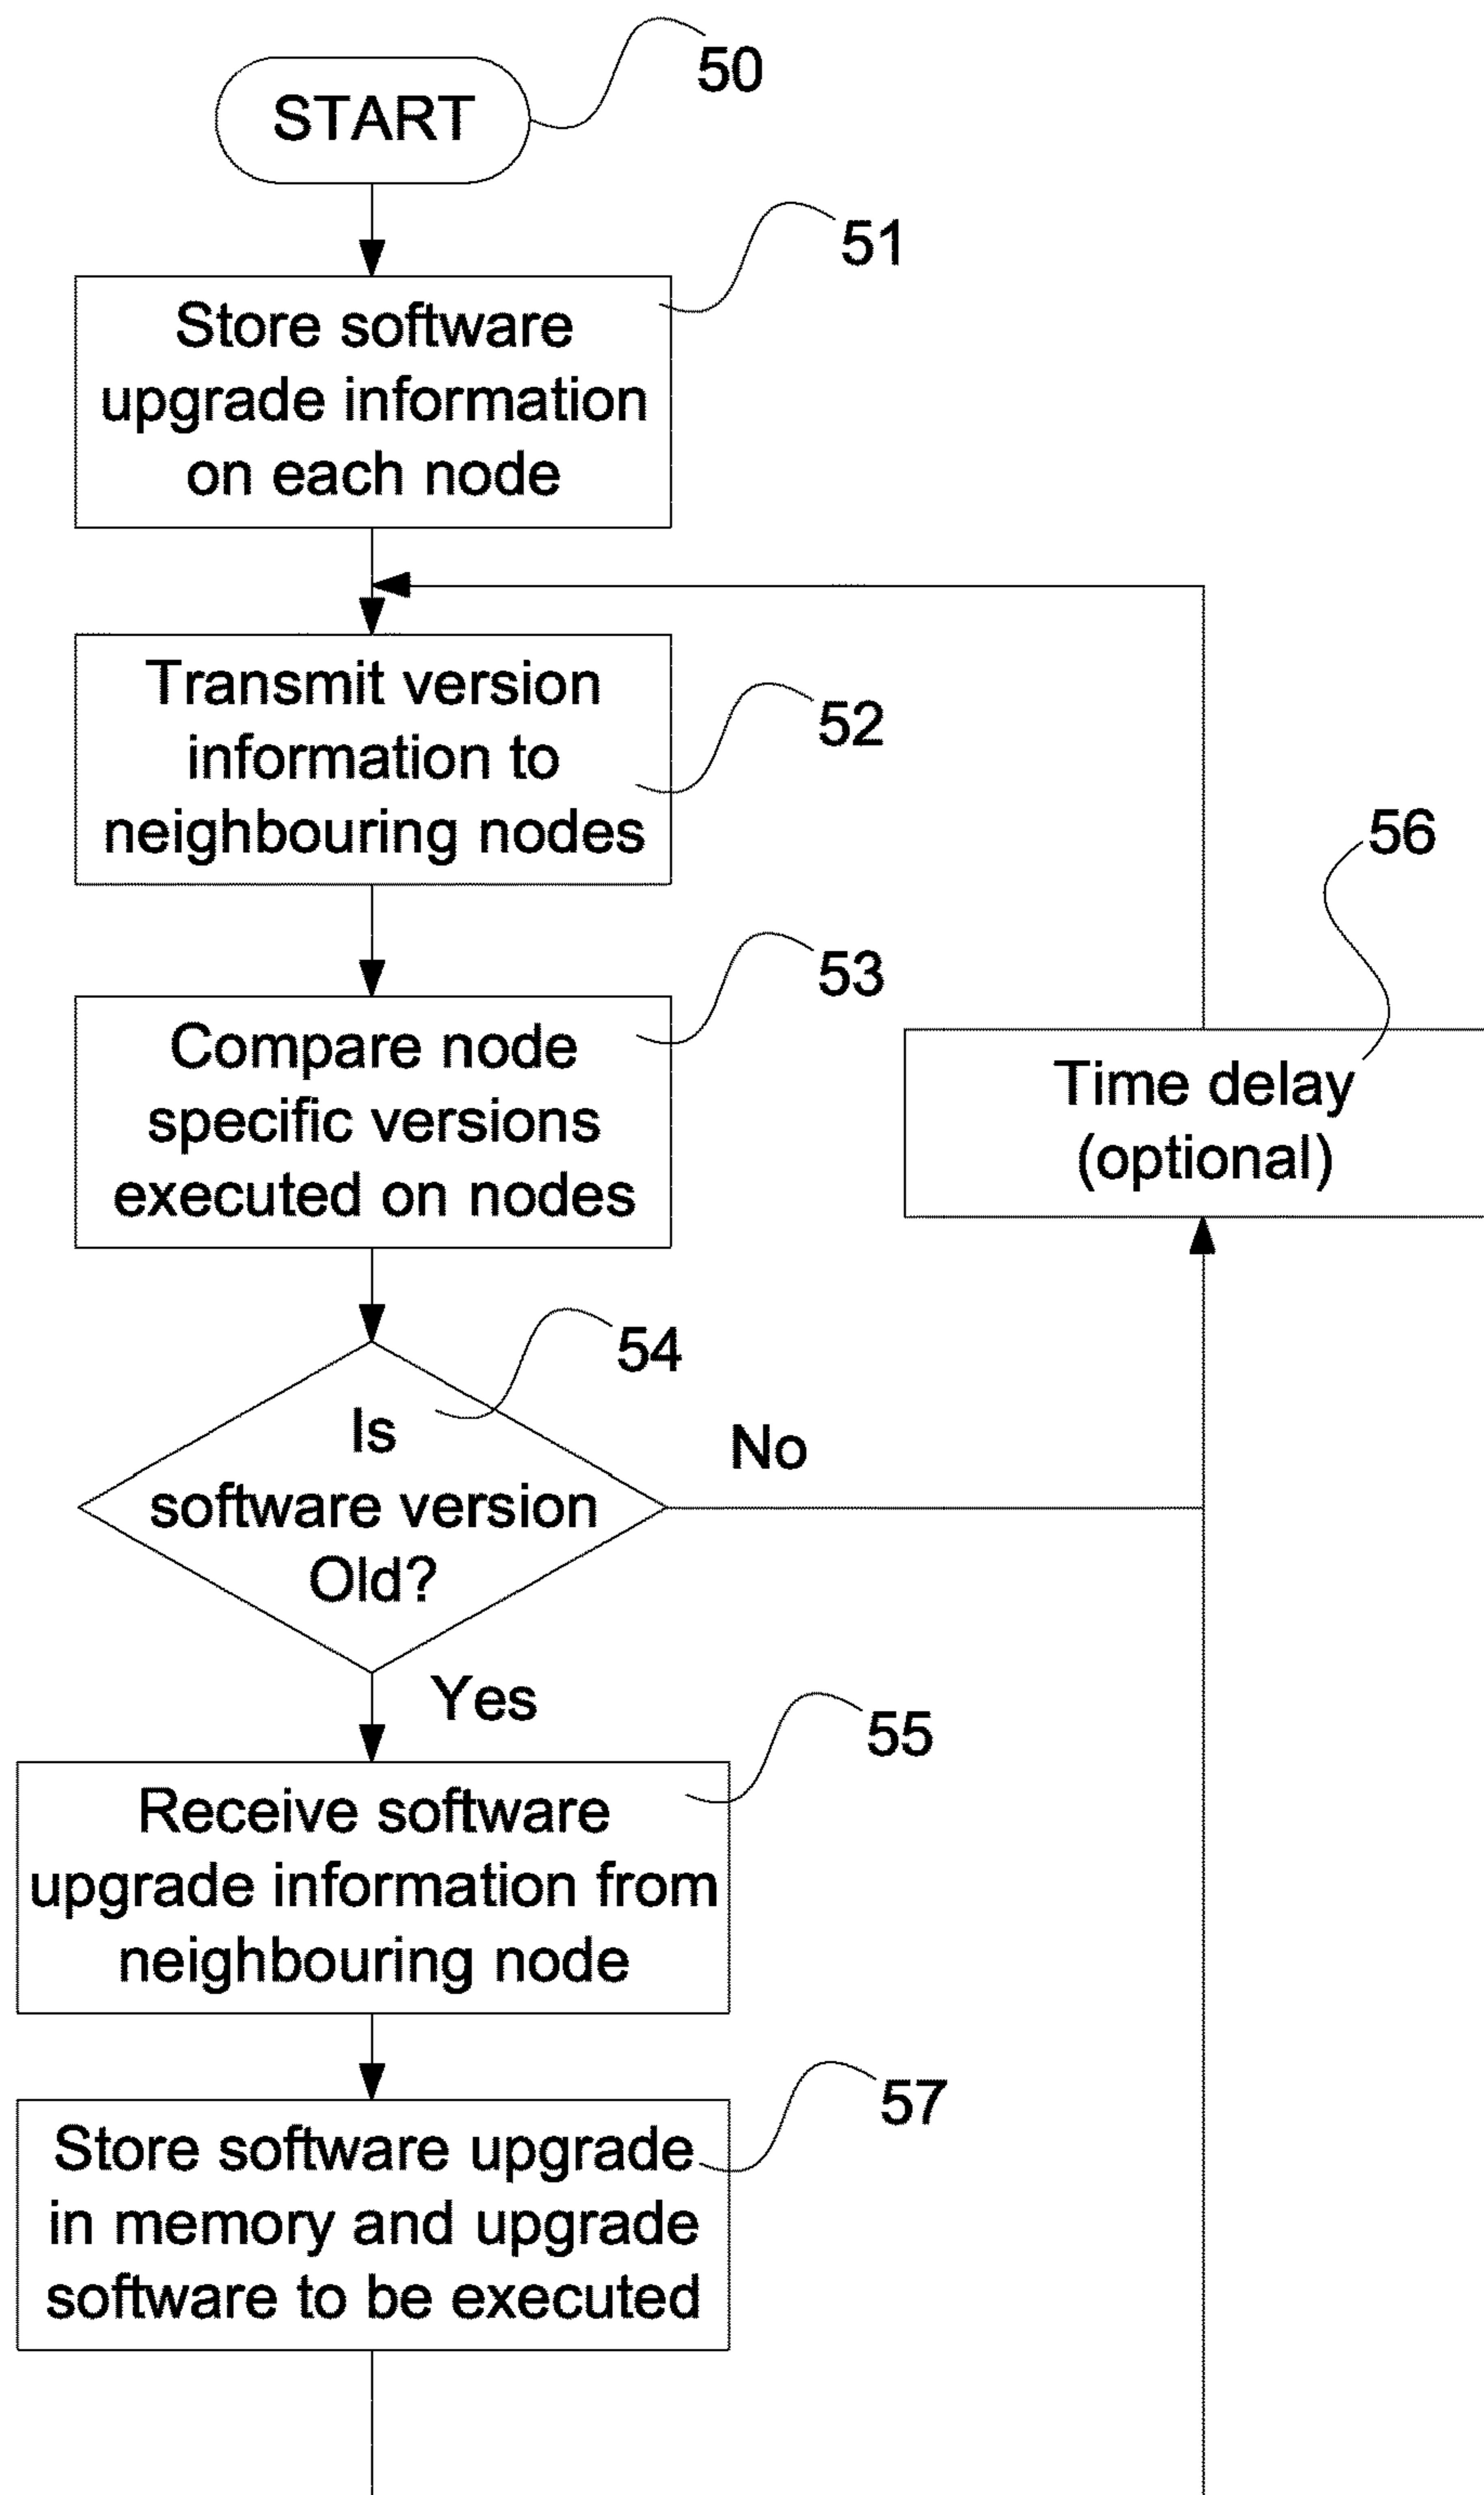 START
50
51
Store software
upgrade information
on each node
Transmit version
information to
neighbouring nodes
52
56
53
Compare node
specific versions
executed on nodes
Time delay
(optional)
54
Is
software version
Old?
No
Yes
55
Receive software
upgrade information from
neighbouring node
57
Store software upgrade
in memory and upgrade
software to be executed